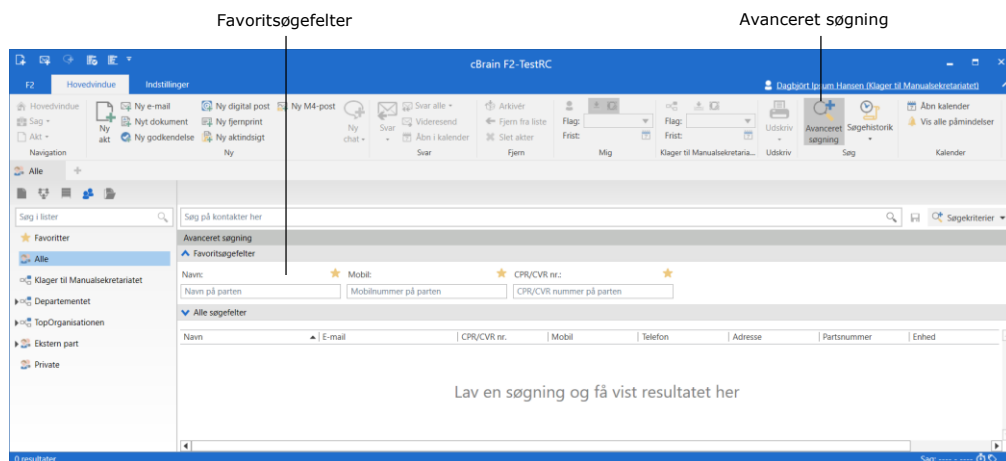 Favoritsøgefelter Avanceret søgning
cBrain F2-TestRC
F2 Hovedvindue Indstillinger Dagbjört Ipsum Hansen (Klager til Manualsekretariatet)
Hovedvindue Ny e-mail Ny digital post Ny M4-post Svar alle Arkivér Åbn kalender
Sag Nyt dokument Ny fjernprint Videresend Fjern fra liste Flag: Flag: Vis alle påmindelser
Akt Ny akt Ny godkendelse Ny aktindsigt Ny chat Svar Åbn i kalender Slet akter Frist: Frist: Udskriv Avanceret søgning Søgehistorik
Navigation Ny Svar Fjern Mig Klager til Manualsekretaria... Udskriv Søg Kalender
Alle
Søg i lister Søg på kontakter her Søgekriterier
Favoritter Avanceret søgning
Alle Favoritsøgefelter
Klager til Manualsekretariatet Navn: Mobil: CPR/CVR nr.:
Departementet Navn på parten Mobilnummer på parten CPR/CVR nummer på parten
TopOrganisationen Alle søgefelter
Ekstern part Navn E-mail CPR/CVR nr. Mobil Telefon Adresse Partsnummer Enhed
Private
Lav en søgning og få vist resultatet her
0 resultater Sag: ---- - ----